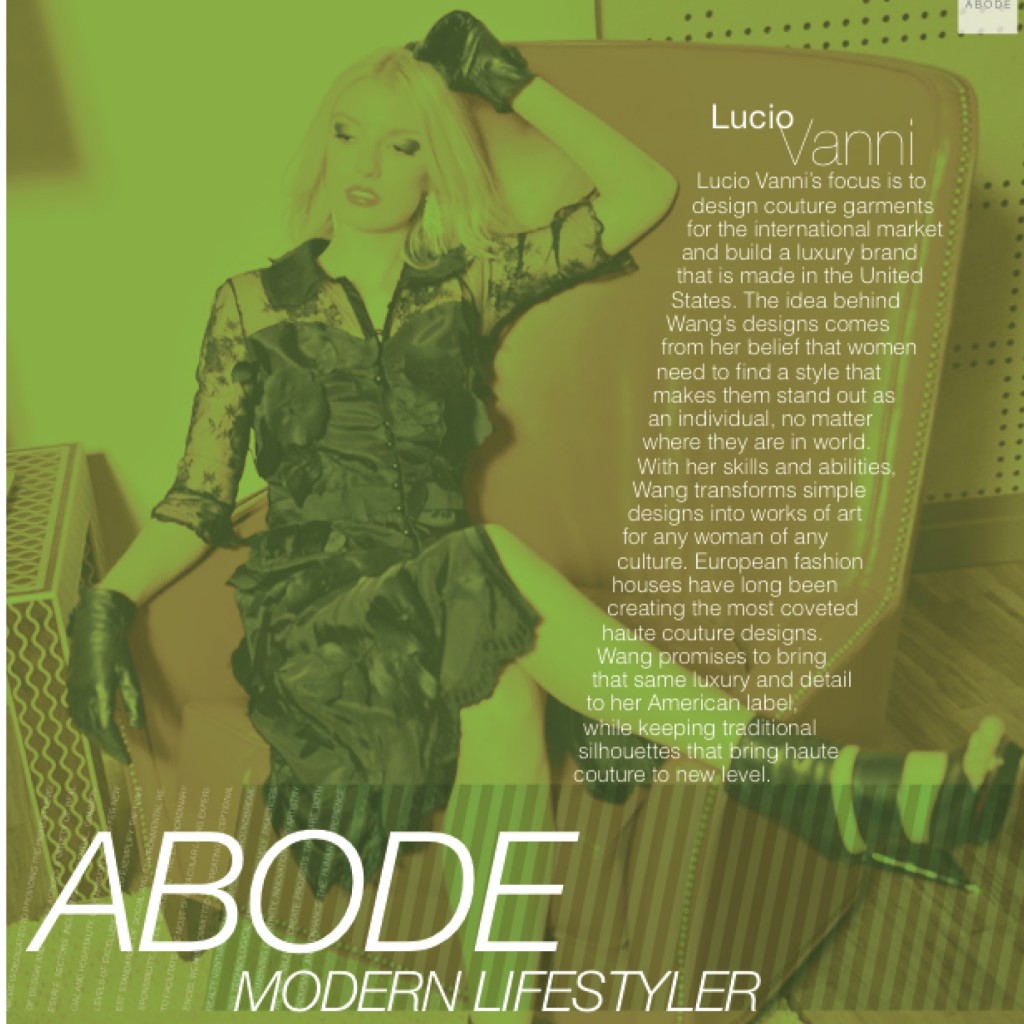 ABODE
Lucio
Vanni
Lucio Vanni's focus is to
design couture garments
for the international market
and build a luxury brand
that is made in the United
States. The idea behind
Wang's designs comes
from her belief that women
need to find a style that
makes them stand out as
an individual, no matter
where they are in world.
With her skills and abilities,
Wang transforms simple
designs into works of art
for any woman of any
culture. European fashion
houses have long been
creating the most coveted
haute couture designs.
Wang promises to bring
that same luxury and detail
to her American label,
while keeping traditional
silhouettes that bring haute
couture to new level.
ABODE
MODERN LIFESTYLER